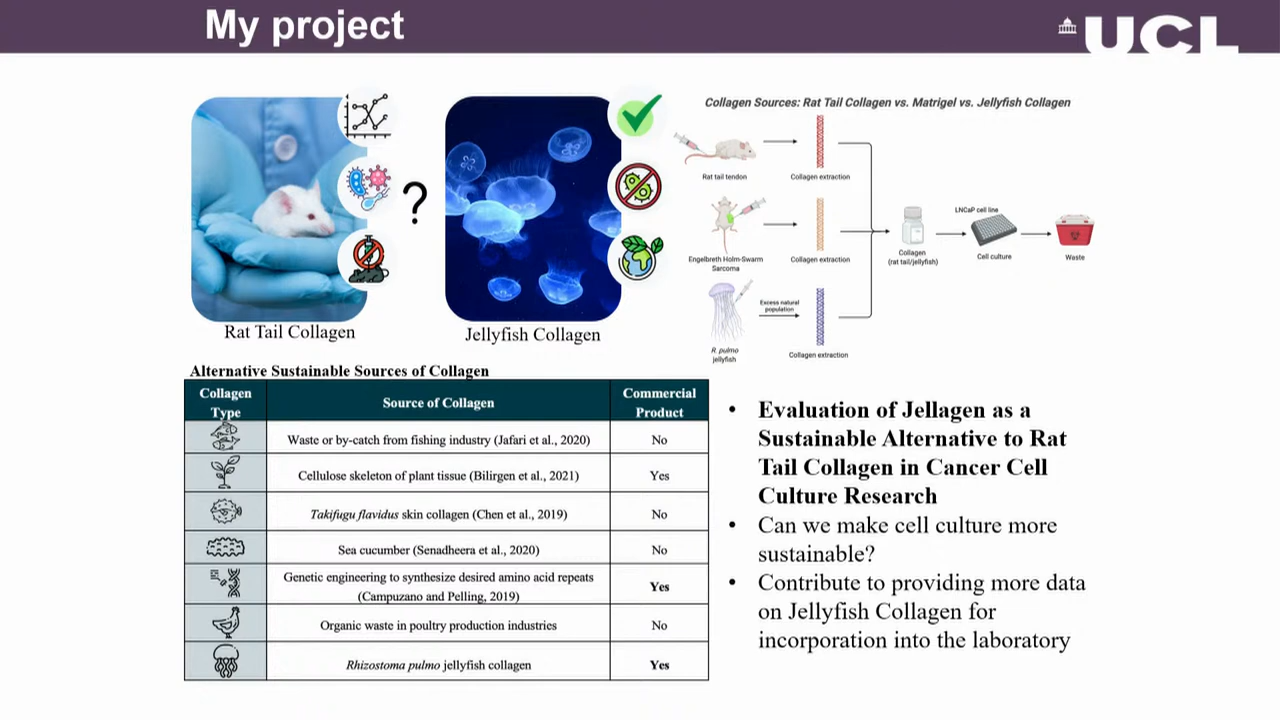 My project
UCL
?
Rat Tail Collagen
Jellyfish Collagen
Collagen Sources: Rat Tail Collagen vs. Matrigel vs. Jellyfish Collagen
Rat tail tendon
Collagen extraction
Engelbreth Holm-Swarm
Sarcoma
Collagen extraction
Excess natural
population
R. pulmo
jellyfish
Collagen extraction
Collagen
(rat tail/jellyfish)
LNCaP cell line
Cell culture
Waste
Alternative Sustainable Sources of Collagen
Collagen
Type
Source of Collagen
Commercial
Product
Waste or by-catch from fishing industry (Jafari et al., 2020)
No
Cellulose skeleton of plant tissue (Bilirgen et al., 2021)
Yes
Takifugu flavidus skin collagen (Chen et al., 2019)
No
Sea cucumber (Senadheera et al., 2020)
No
Genetic engineering to synthesize desired amino acid repeats
(Campuzano and Pelling, 2019)
Yes
Organic waste in poultry production industries
No
Rhizostoma pulmo jellyfish collagen
Yes
• Evaluation of Jellagen as a
Sustainable Alternative to Rat
Tail Collagen in Cancer Cell
Culture Research
• Can we make cell culture more
sustainable?
• Contribute to providing more data
on Jellyfish Collagen for
incorporation into the laboratory